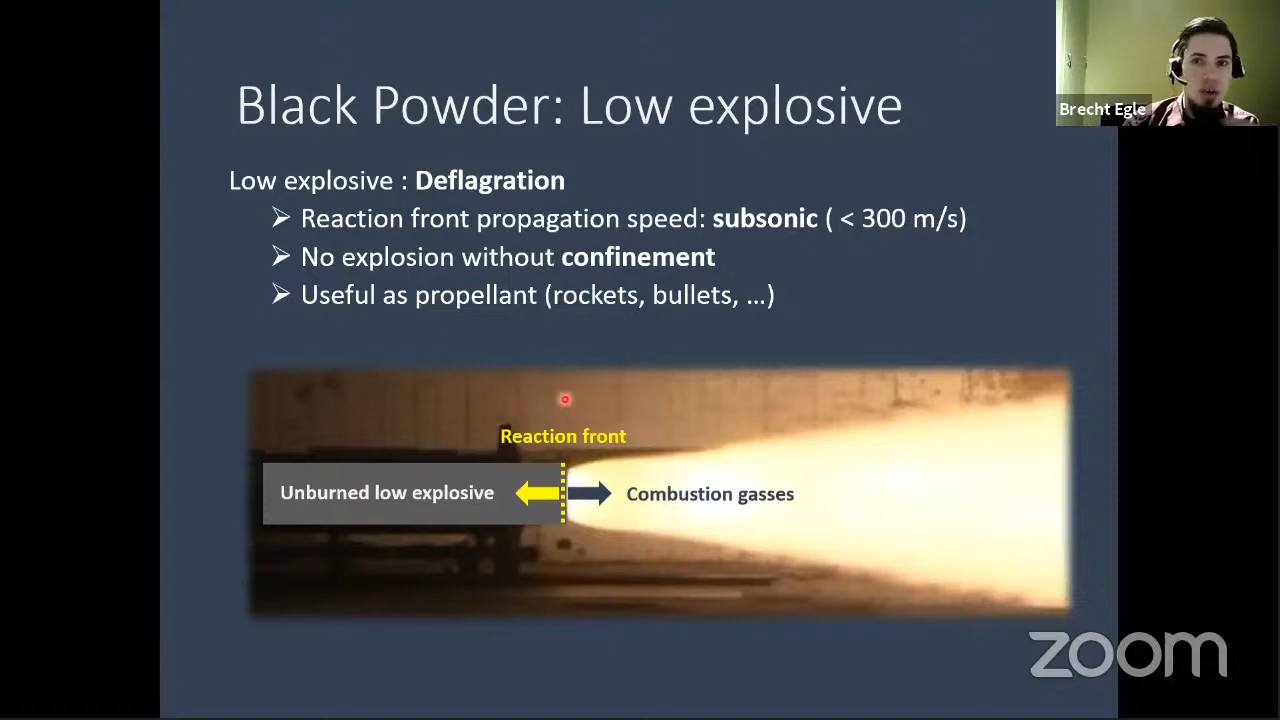 Black Powder: Low explosive
Brecht Egle
Low explosive : Deflagration
➢ Reaction front propagation speed: subsonic ( < 300 m/s)
➢ No explosion without confinement
➢ Useful as propellant (rockets, bullets, …)
Reaction front
Unburned low explosive
Combustion gasses
zoom